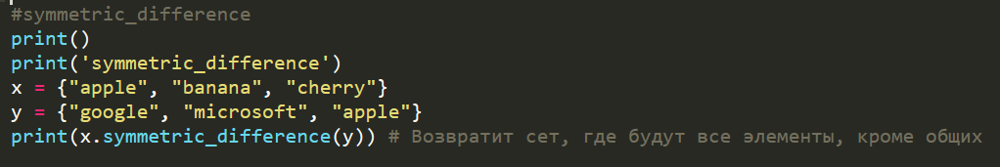 #symmetric_difference
print()
print('symmetric_difference')
x = {"apple", "banana", "cherry"}
y = {"google", "microsoft", "apple"}
print(x.symmetric_difference(y)) # Возвратит сет, где будут все элементы, кроме общих